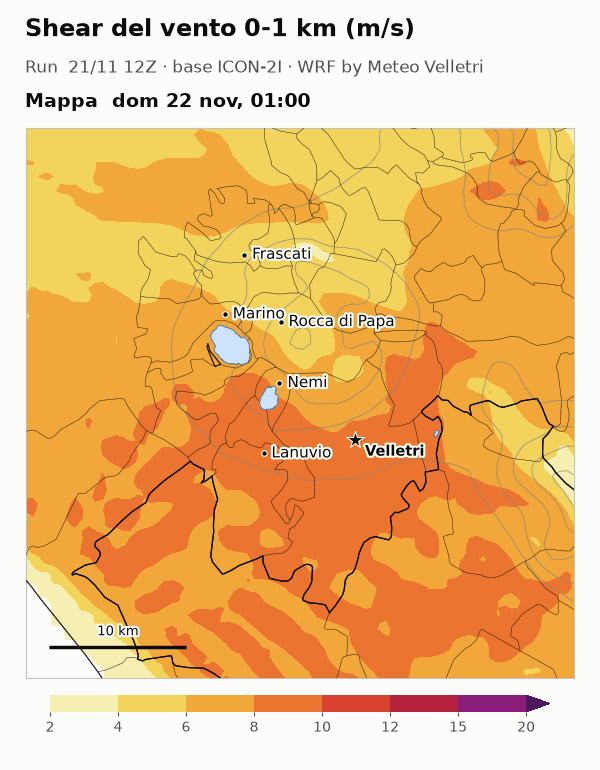 Shear del vento 0-1 km (m/s)
Run  21/11 12Z · base ICON-2I · WRF by Meteo Velletri
Mappa  dom 22 nov, 01:00
Frascati
Marino
Rocca di Papa
Nemi
Velletri
Lanuvio
10 km
2 4 6 8 10 12 15 20